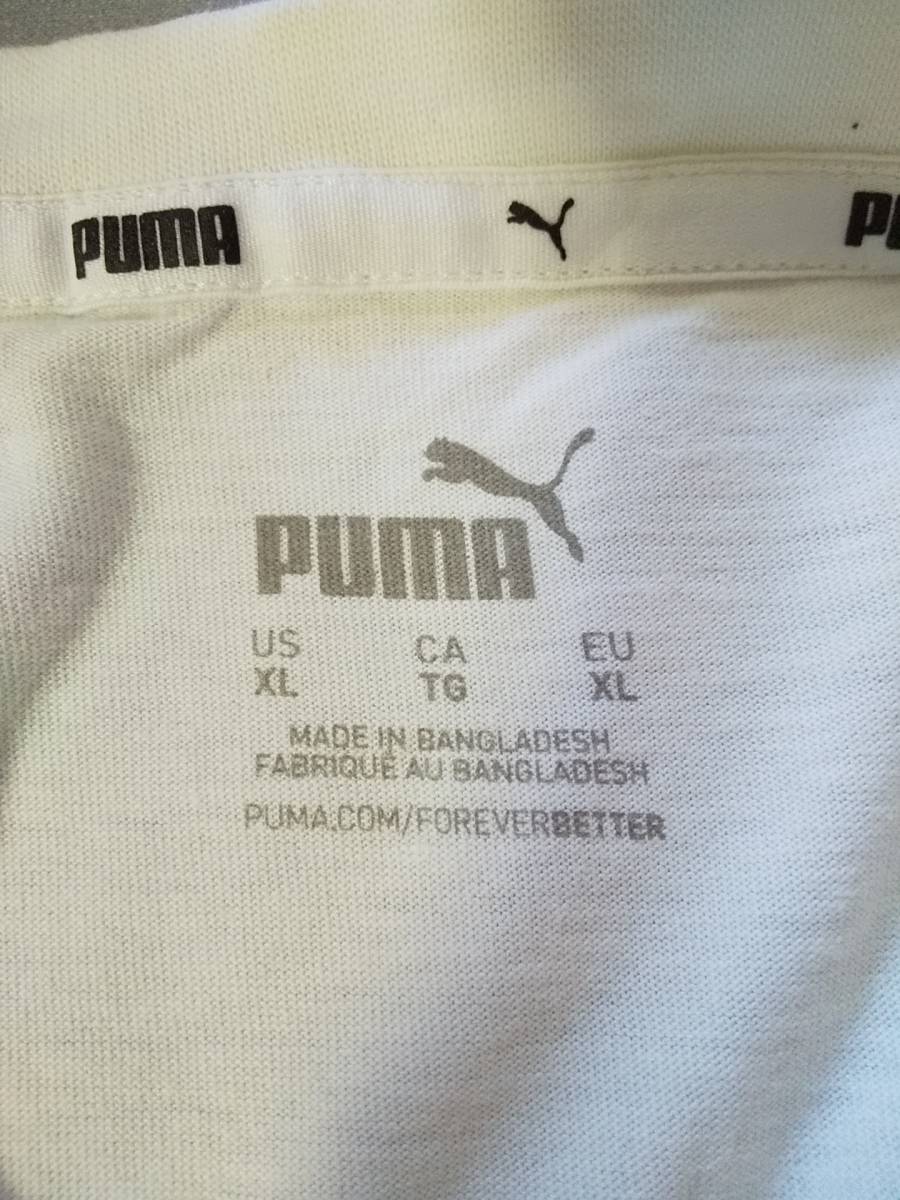 PUMA
PUMA
US CA EU
XL TG XL
MADE IN BANGLADESH
FABRIQUÉ AU BANGLADESH
PUMA.COM/FOREVERBETTER